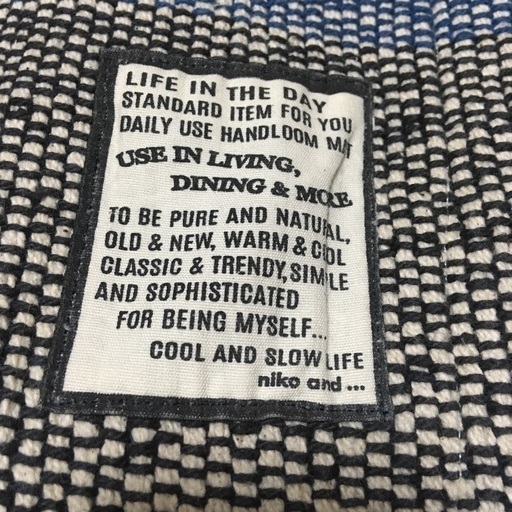 LIFE IN THE DAY
STANDARD ITEM FOR YOU
DAILY USE HANDLOOM MAT
USE IN LIVING,
DINING & MORE
TO BE PURE AND NATURAL,
OLD & NEW, WARM & COOL
CLASSIC & TRENDY, SIMPLE
AND SOPHISTICATED
FOR BEING MYSELF...
COOL AND SLOW LIFE
niko and ...